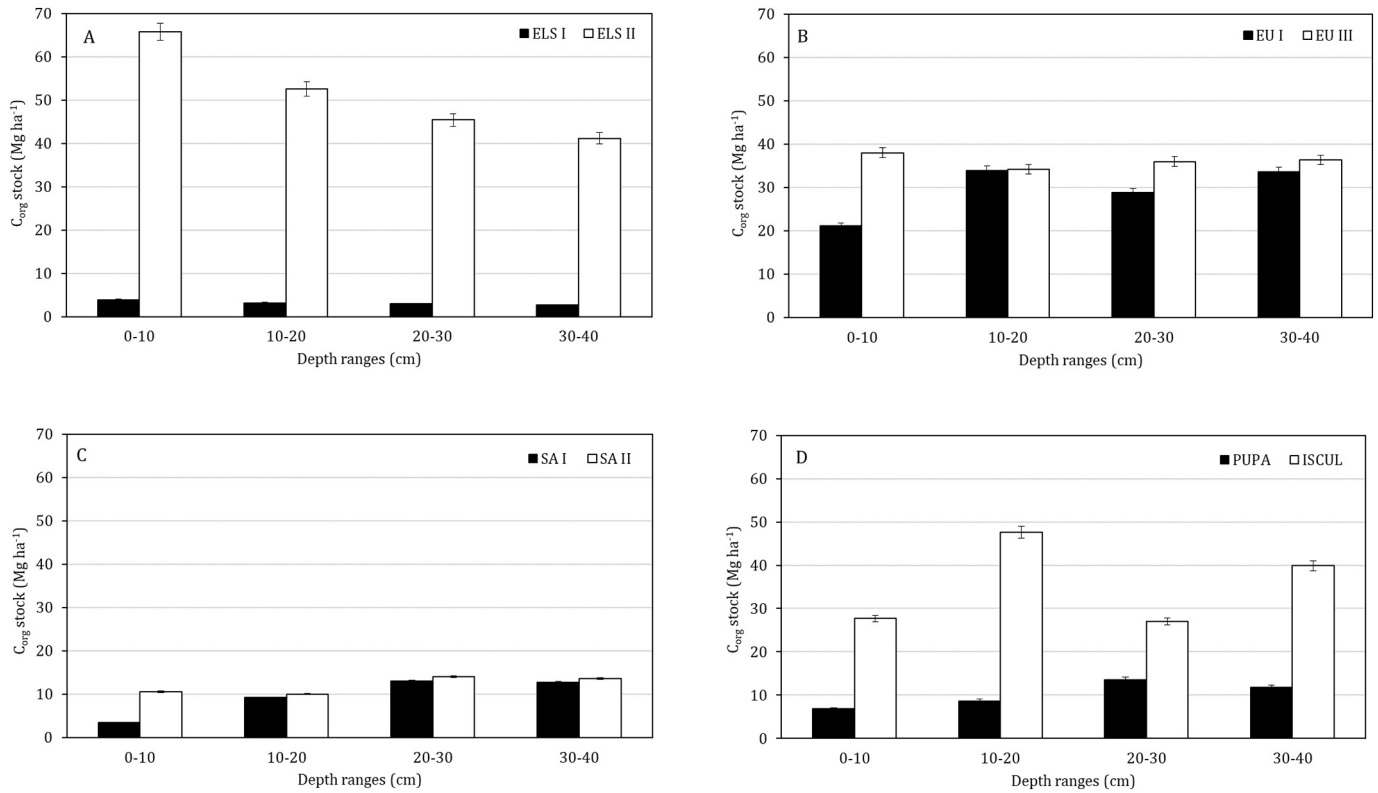 A
ELS I ELS II
70
60
50
40
30
20
10
0
C_org stock (Mg ha⁻¹)
0-10 10-20 20-30 30-40
Depth ranges (cm)
B
EU I EU III
70
60
50
40
30
20
10
0
C_org stock (Mg ha⁻¹)
0-10 10-20 20-30 30-40
Depth ranges (cm)
C
SA I SA II
70
60
50
40
30
20
10
0
C_org stock (Mg ha⁻¹)
0-10 10-20 20-30 30-40
Depth ranges (cm)
D
PUPA ISCUL
70
60
50
40
30
20
10
0
C_org stock (Mg ha⁻¹)
0-10 10-20 20-30 30-40
Depth ranges (cm)